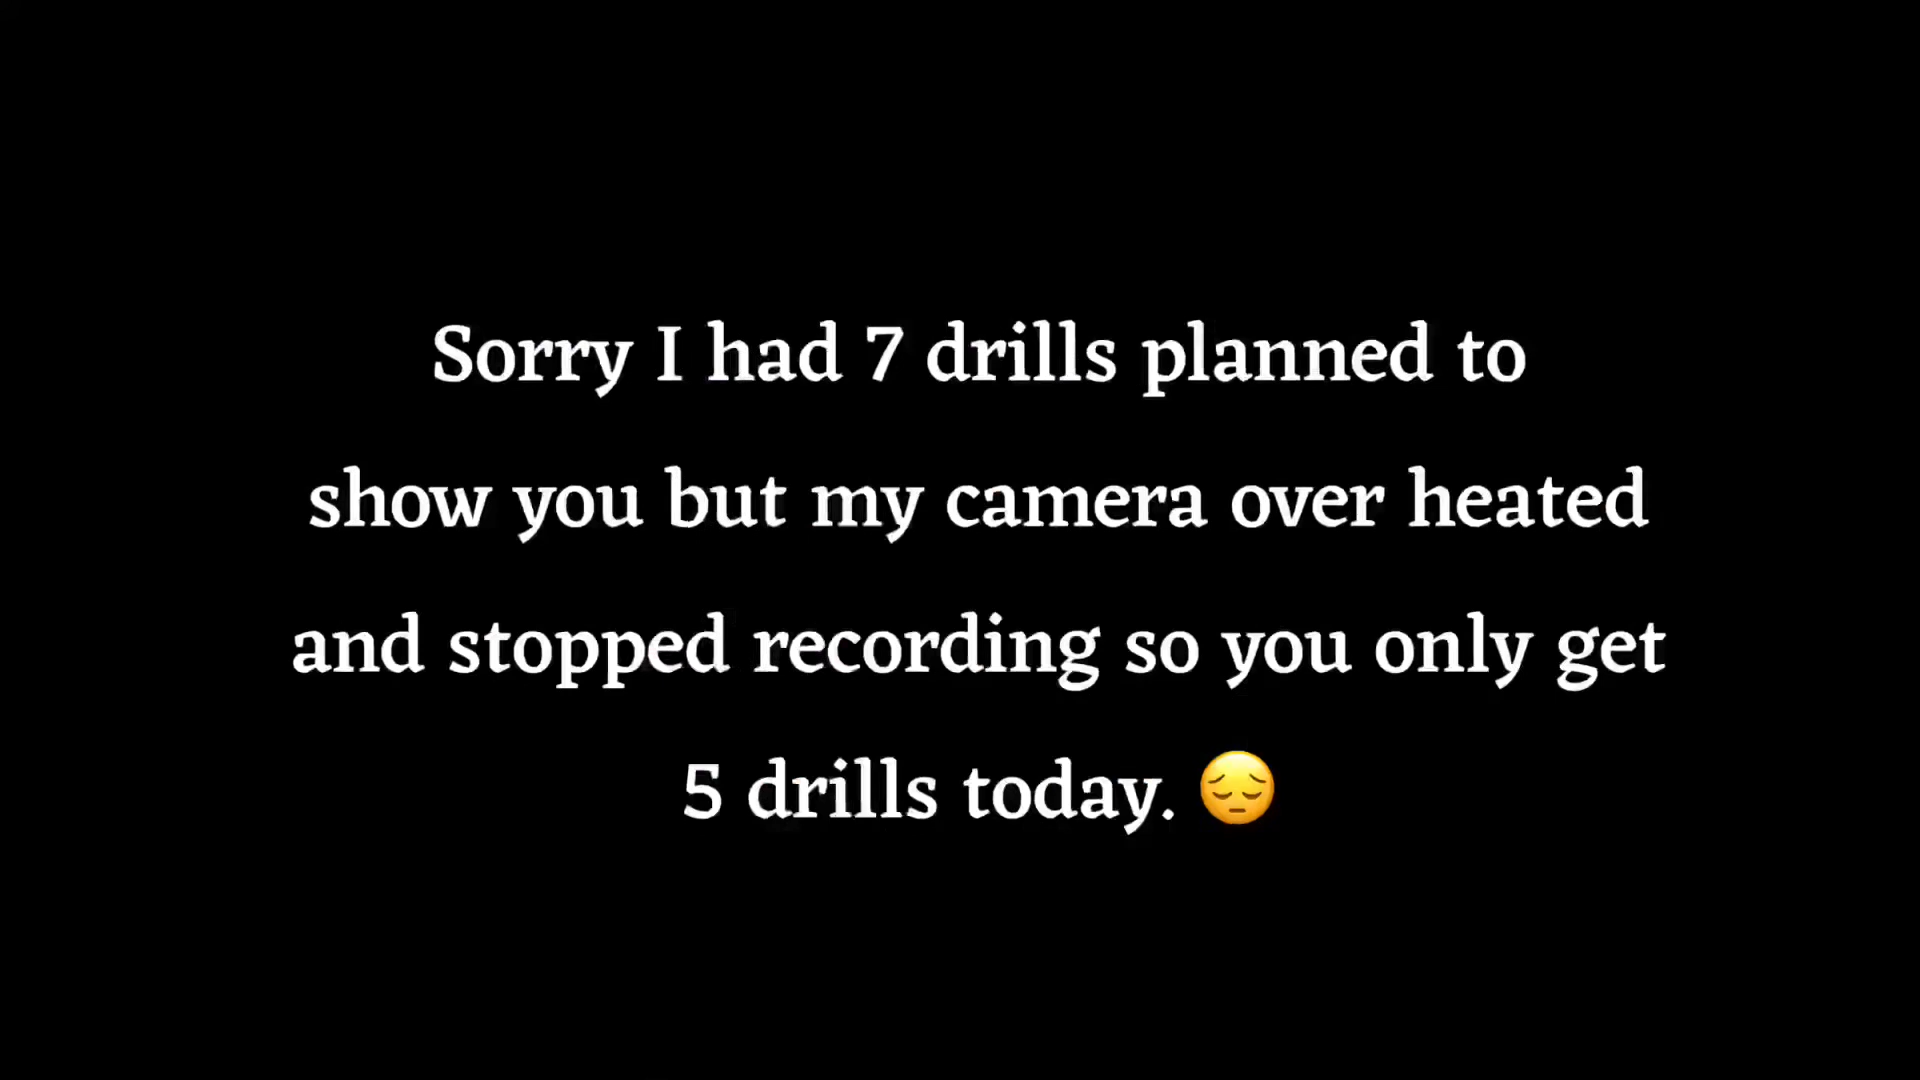 Sorry I had 7 drills planned to
show you but my camera over heated
and stopped recording so you only get
5 drills today. 😔